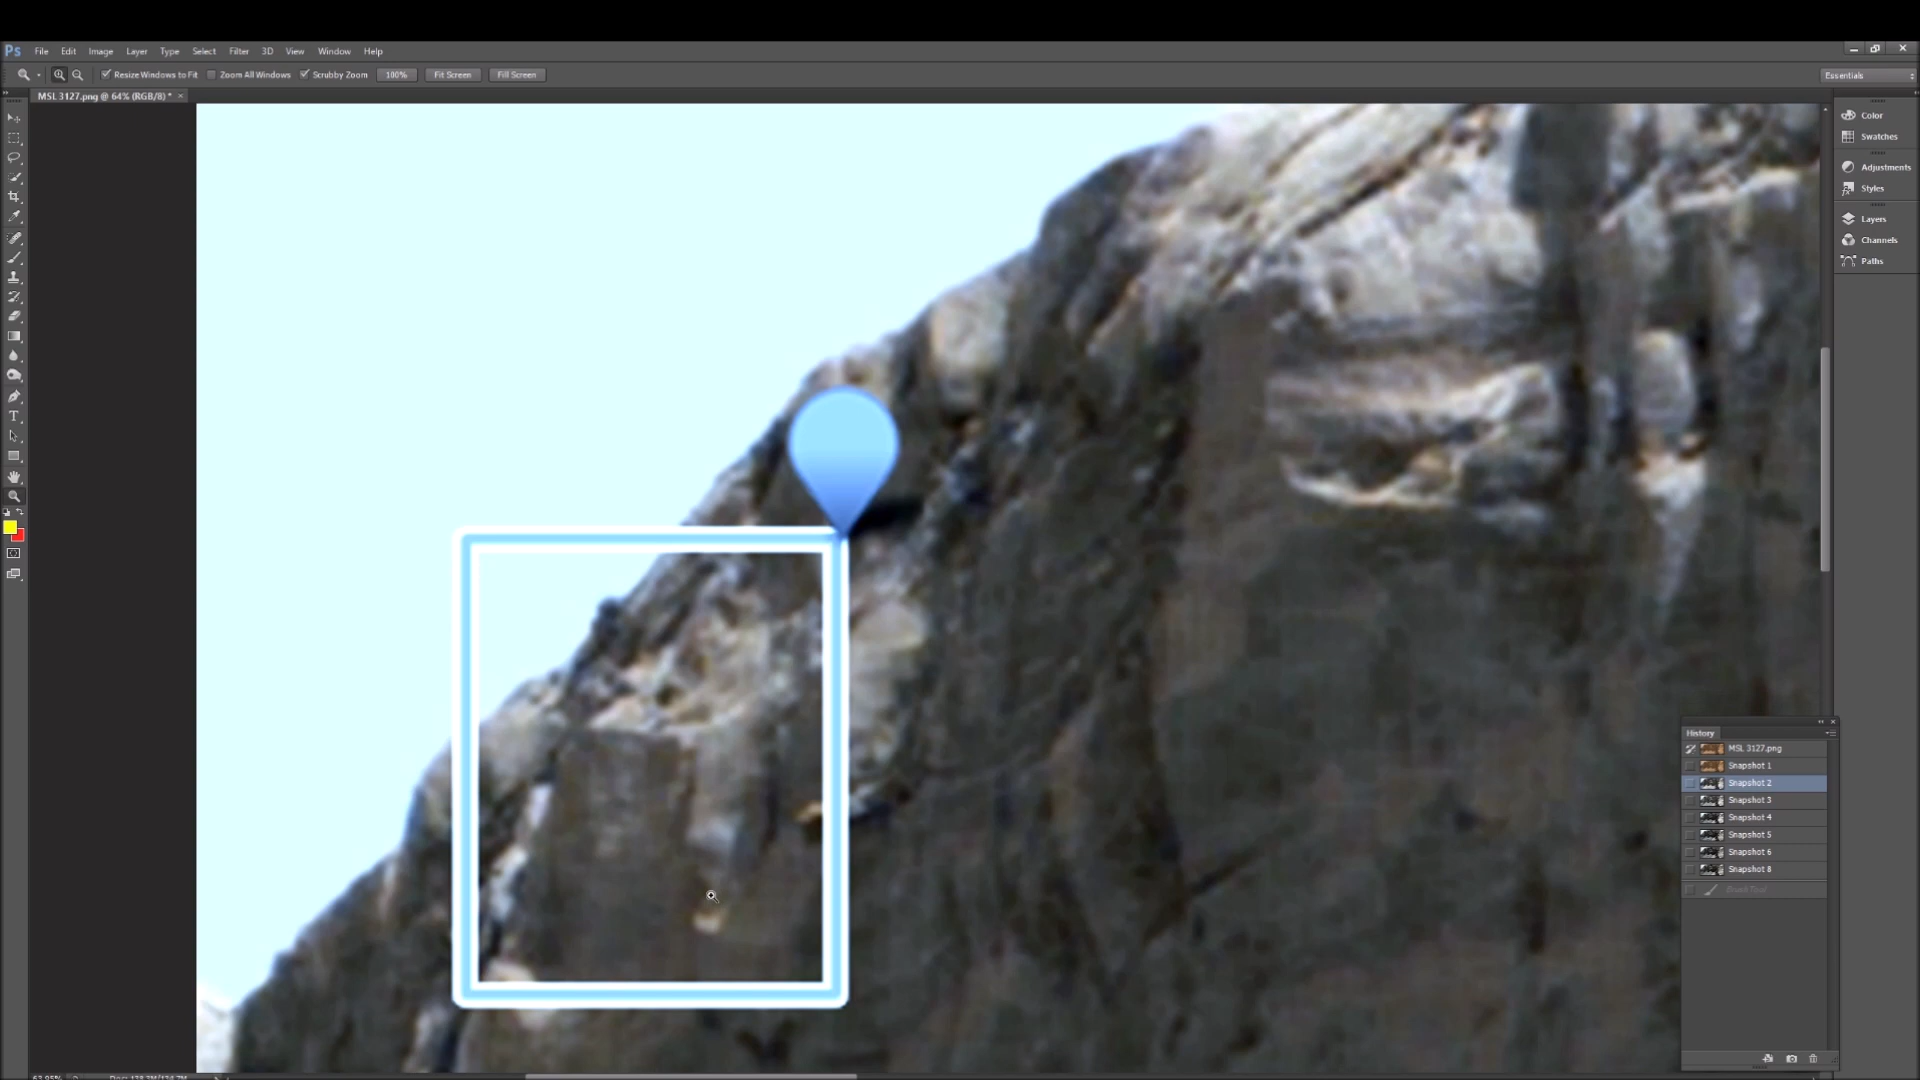 Ps File Edit Image Layer Type Select Filter 3D View Window Help
Resize Windows to Fit Zoom All Windows Scrubby Zoom 100% Fit Screen Fill Screen Essentials
MSL 3127.png @ 64% (RGB/8) * ×
Color
Swatches
Adjustments
Styles
Layers
Channels
Paths
History
MSL 3127.png
Snapshot 1
Snapshot 2
Snapshot 3
Snapshot 4
Snapshot 5
Snapshot 6
Snapshot 8
Brush Tool